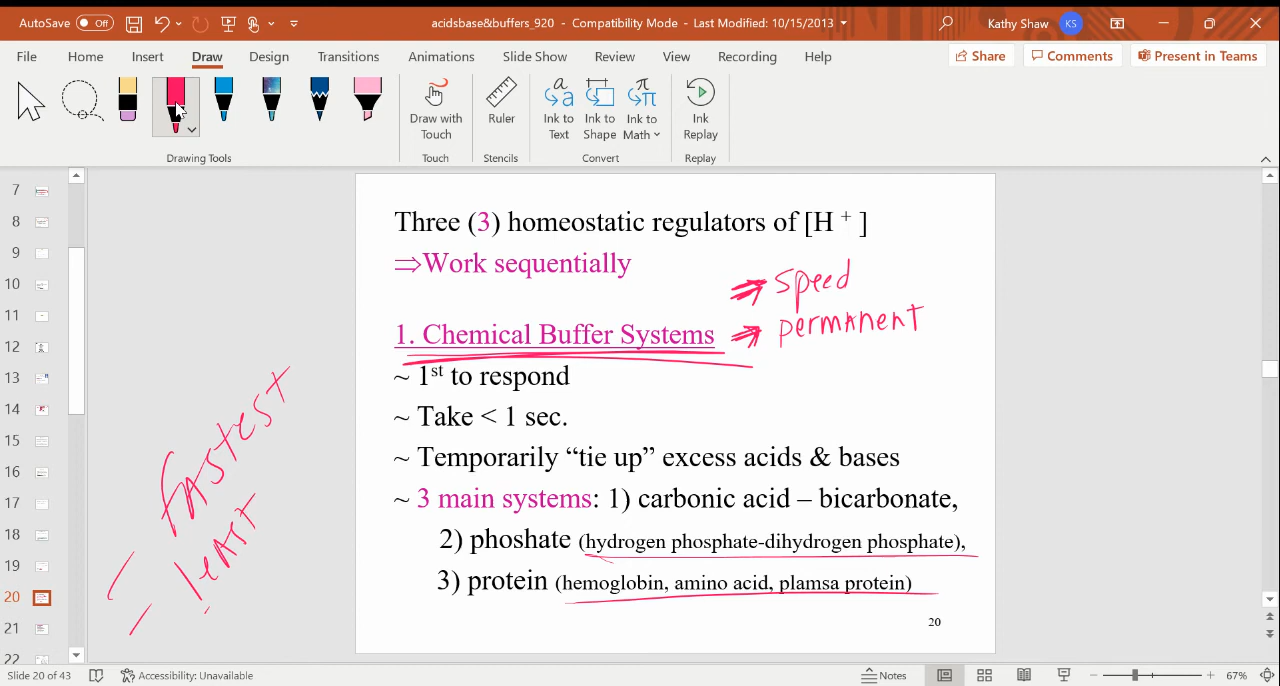 AutoSave Off acidsbase&buffers_920 - Compatibility Mode - Last Modified: 10/15/2013 Kathy Shaw KS
File Home Insert Draw Design Transitions Animations Slide Show Review View Recording Help Share Comments Present in Teams
Draw with Touch
Ruler
Ink to Text
Ink to Shape
Ink to Math
Ink Replay
Drawing Tools Touch Stencils Convert Replay
7
8
9
10
11
12
13
14
15
16
17
18
19
20
21
22
Three (3) homeostatic regulators of [H + ]
⇒Work sequentially
speed
1. Chemical Buffer Systems
permanent
~ 1st to respond
~ Take < 1 sec.
~ Temporarily “tie up” excess acids & bases
~ 3 main systems: 1) carbonic acid – bicarbonate,
2) phoshate (hydrogen phosphate-dihydrogen phosphate),
3) protein (hemoglobin, amino acid, plamsa protein)
20
FAStest
leAST
Slide 20 of 43 Accessibility: Unavailable Notes 67%